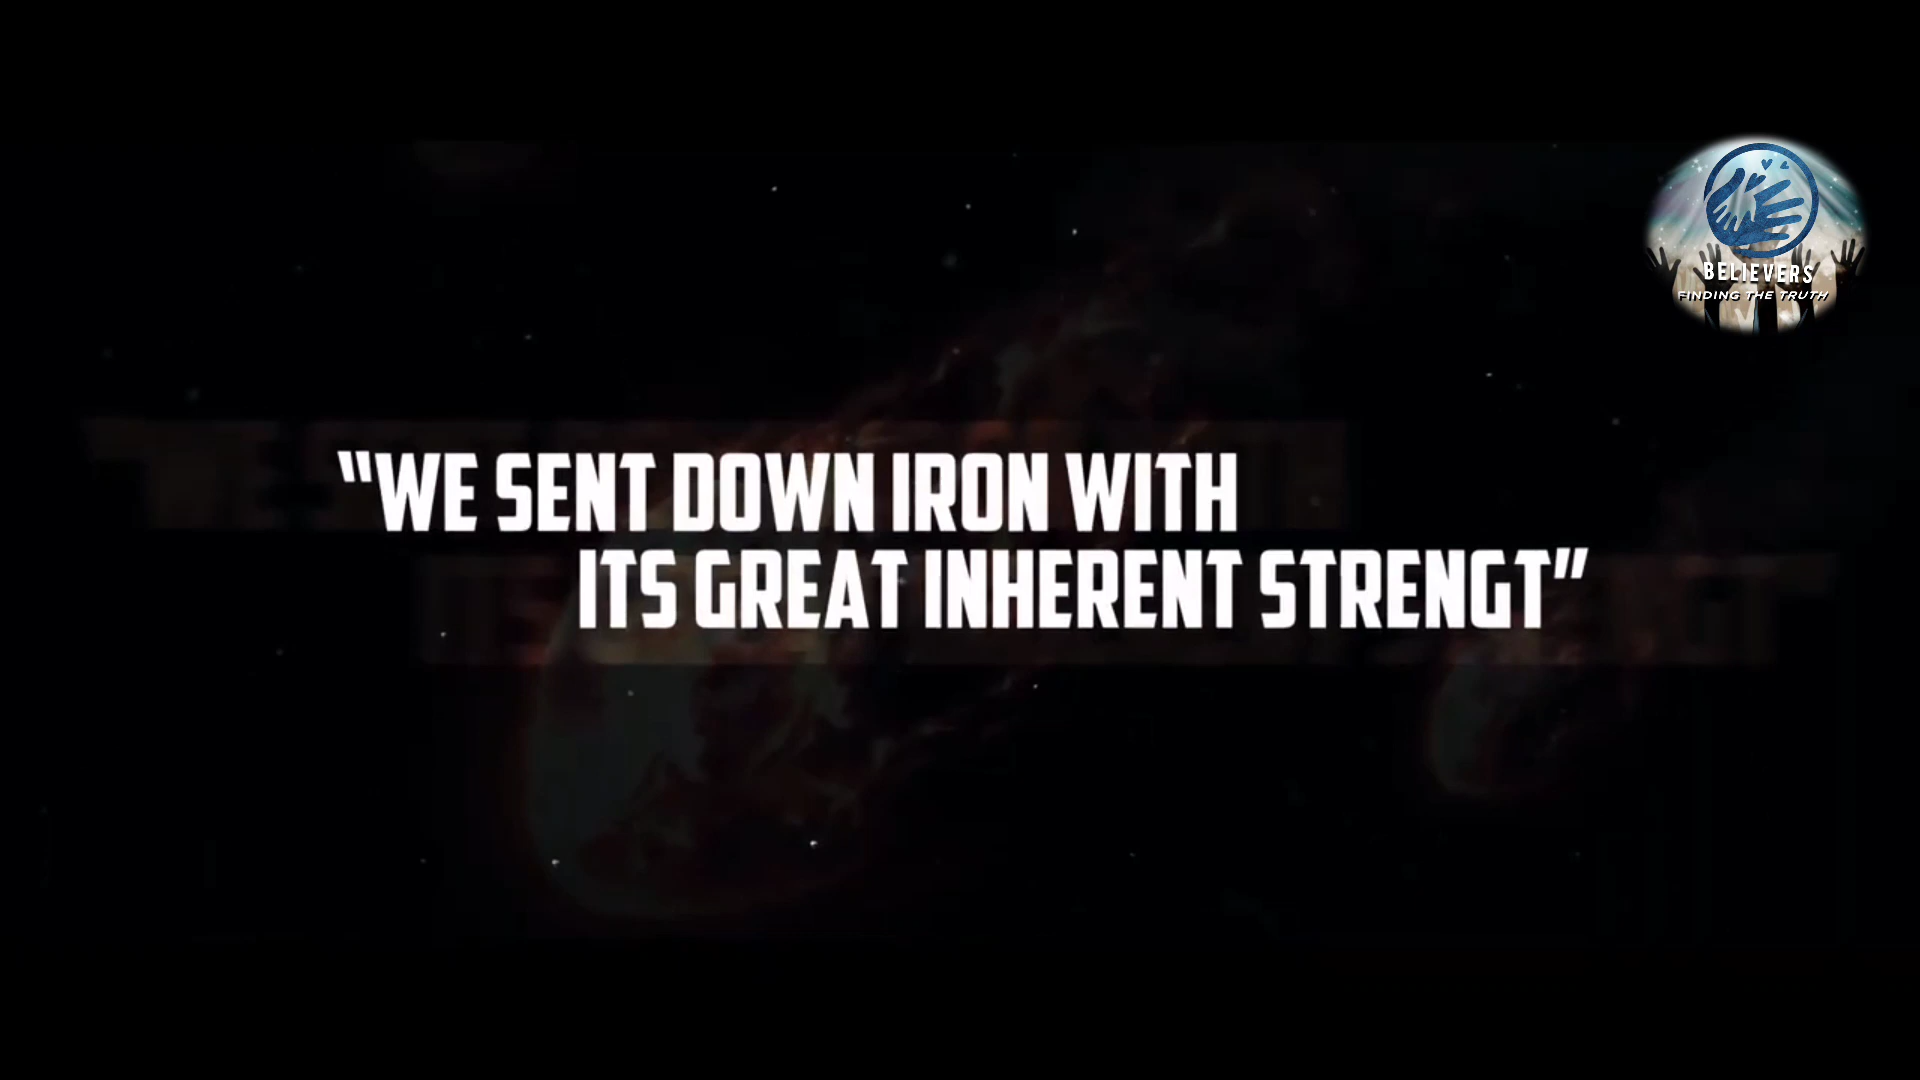 “WE SENT DOWN IRON WITH
ITS GREAT INHERENT STRENGT”
BELIEVERS
FINDING THE TRUTH